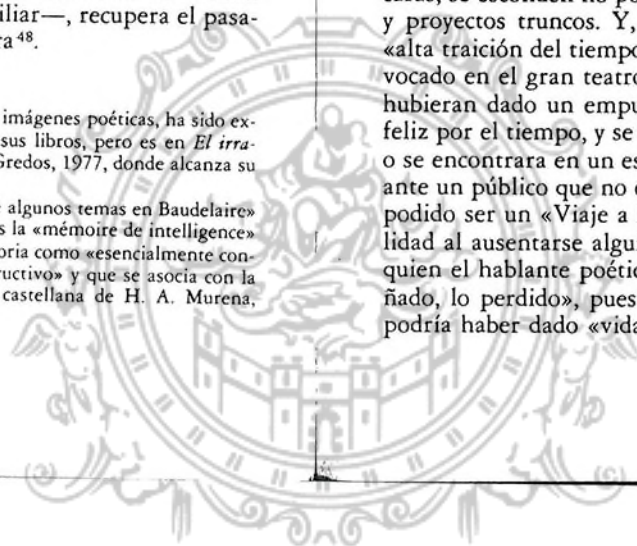 iliar—, recupera el pasa-
ra⁴⁸.
imágenes poéticas, ha sido ex-
sus libros, pero es en El irra-
Gredos, 1977, donde alcanza su
algunos temas en Baudelaire»
s la «mémoire de intelligence»
oria como «esencialmente con-
ructivo» y que se asocia con la
castellana de H. A. Murena,
y proyectos truncos. Y,
«alta traición del tiempo
vocado en el gran teatro
hubieran dado un empu
feliz por el tiempo, y se
o se encontrara en un es
ante un público que no
podido ser un «Viaje a
lidad al ausentarse algu
quien el hablante poétic
ñado, lo perdido», pues
podría haber dado «vida